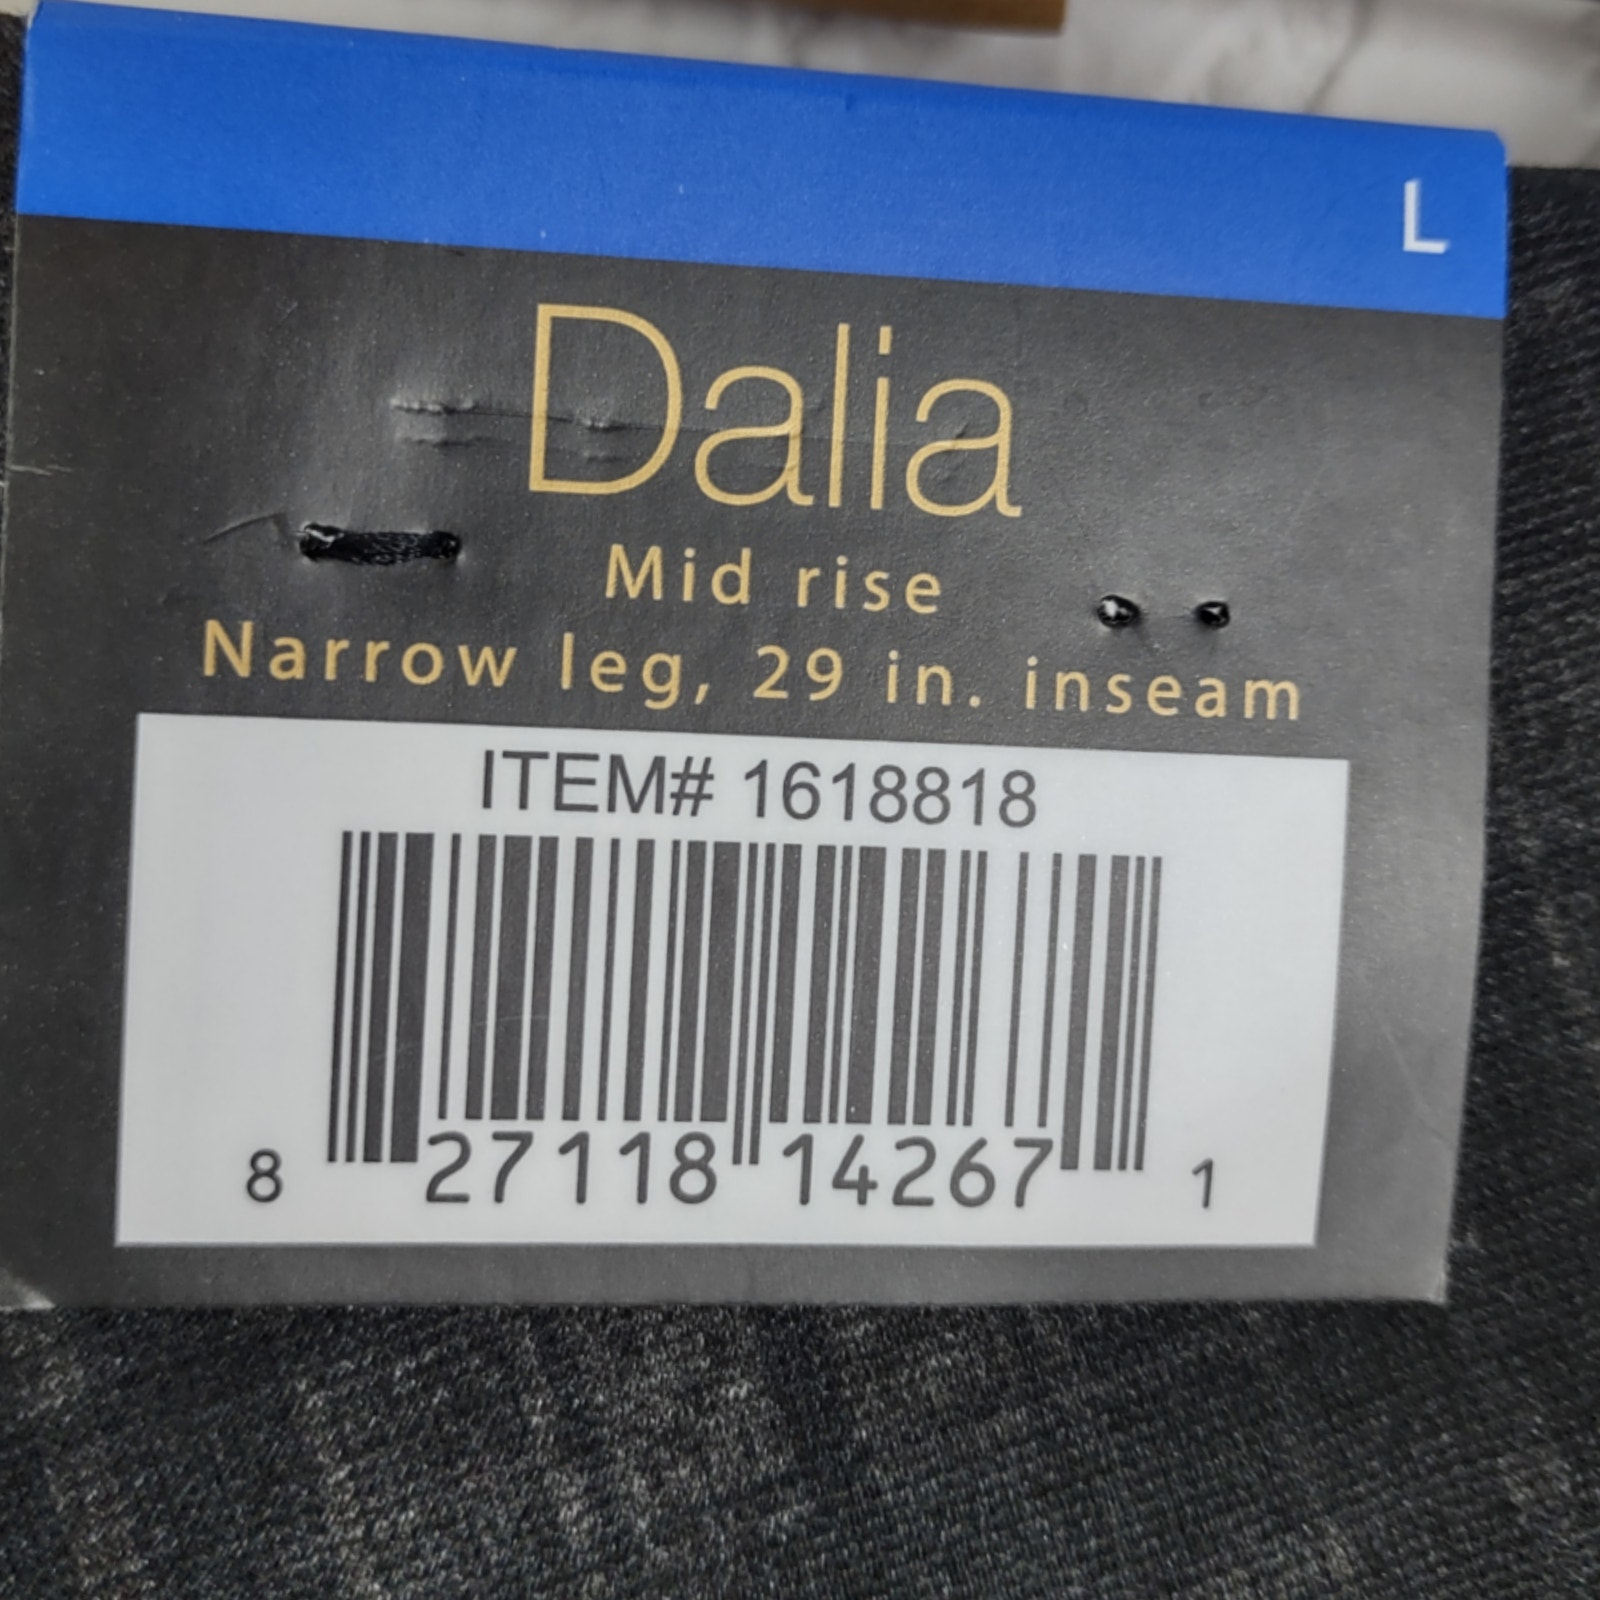 L
Dalia
Mid rise
Narrow leg, 29 in. inseam
ITEM# 1618818
8 27118 14267 1